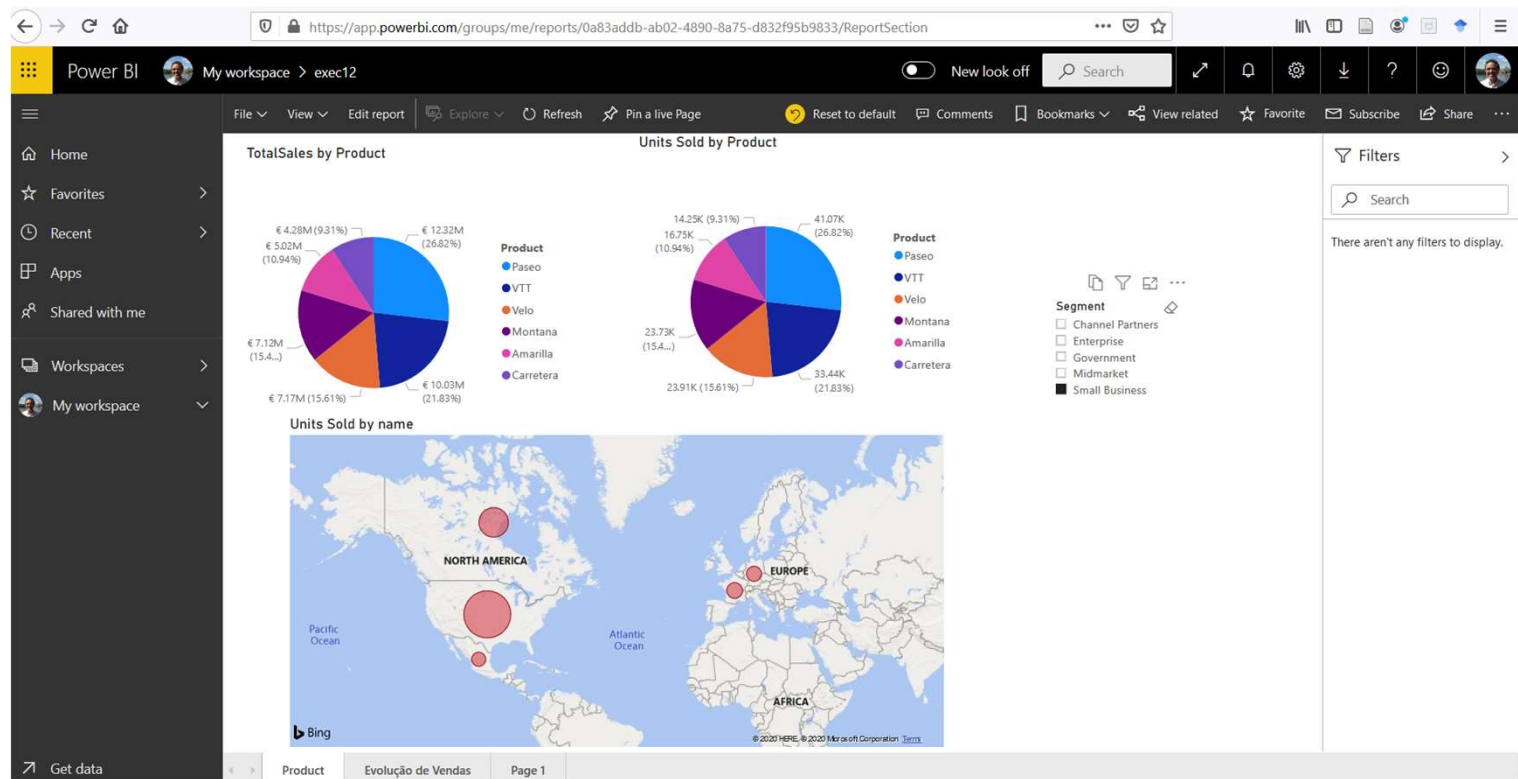 https://app.powerbi.com/groups/me/reports/0a83addb-ab02-4890-8a75-d832f95b9833/ReportSection
Power BI
My workspace > exec12
New look off
Search
File
View
Edit report
Explore
Refresh
Pin a live Page
Reset to default
Comments
Bookmarks
View related
Favorite
Subscribe
Share
Home
Favorites
Recent
Apps
Shared with me
Workspaces
My workspace
Get data
TotalSales by Product
€ 4.28M (9.31%)
€ 12.32M
(26.82%)
€ 5.02M
(10.94%)
€ 7.12M
(15.4...)
€ 10.03M
(21.83%)
€ 7.17M (15.61%)
Product
Paseo
VTT
Velo
Montana
Amarilla
Carretera
Units Sold by Product
14.25K (9.31%)
41.07K
(26.82%)
16.75K
(10.94%)
23.73K
(15.4...)
33.44K
(21.83%)
23.91K (15.61%)
Product
Paseo
VTT
Velo
Montana
Amarilla
Carretera
Segment
Channel Partners
Enterprise
Government
Midmarket
Small Business
Units Sold by name
NORTH AMERICA
EUROPE
Pacific
Ocean
Atlantic
Ocean
AFRICA
Bing
© 2020 HERE, © 2020 Microsoft Corporation Terms
Filters
Search
There aren't any filters to display.
Product
Evolução de Vendas
Page 1